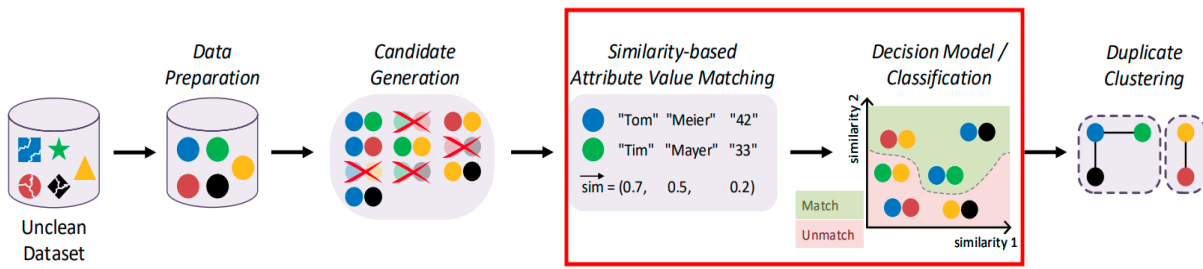 Unclean
Dataset
Data
Preparation
Candidate
Generation
Similarity-based
Attribute Value Matching
"Tom" "Meier" "42"
"Tim" "Mayer" "33"
sim = (0.7, 0.5, 0.2)
Decision Model /
Classification
similarity 2
Match
Unmatch
similarity 1
Duplicate
Clustering